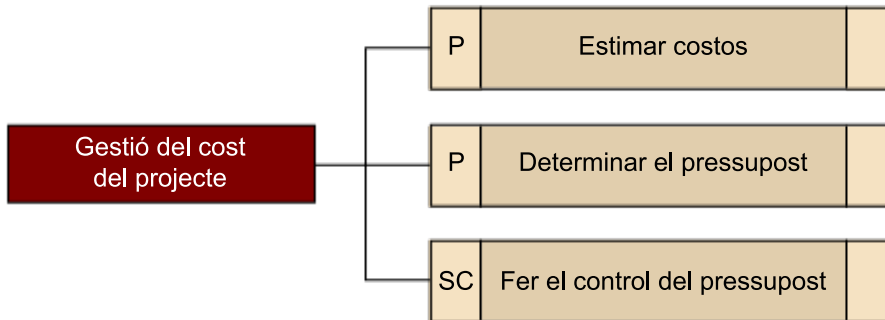 Gestió del cost
del projecte
P
Estimar costos
P
Determinar el pressupost
SC
Fer el control del pressupost